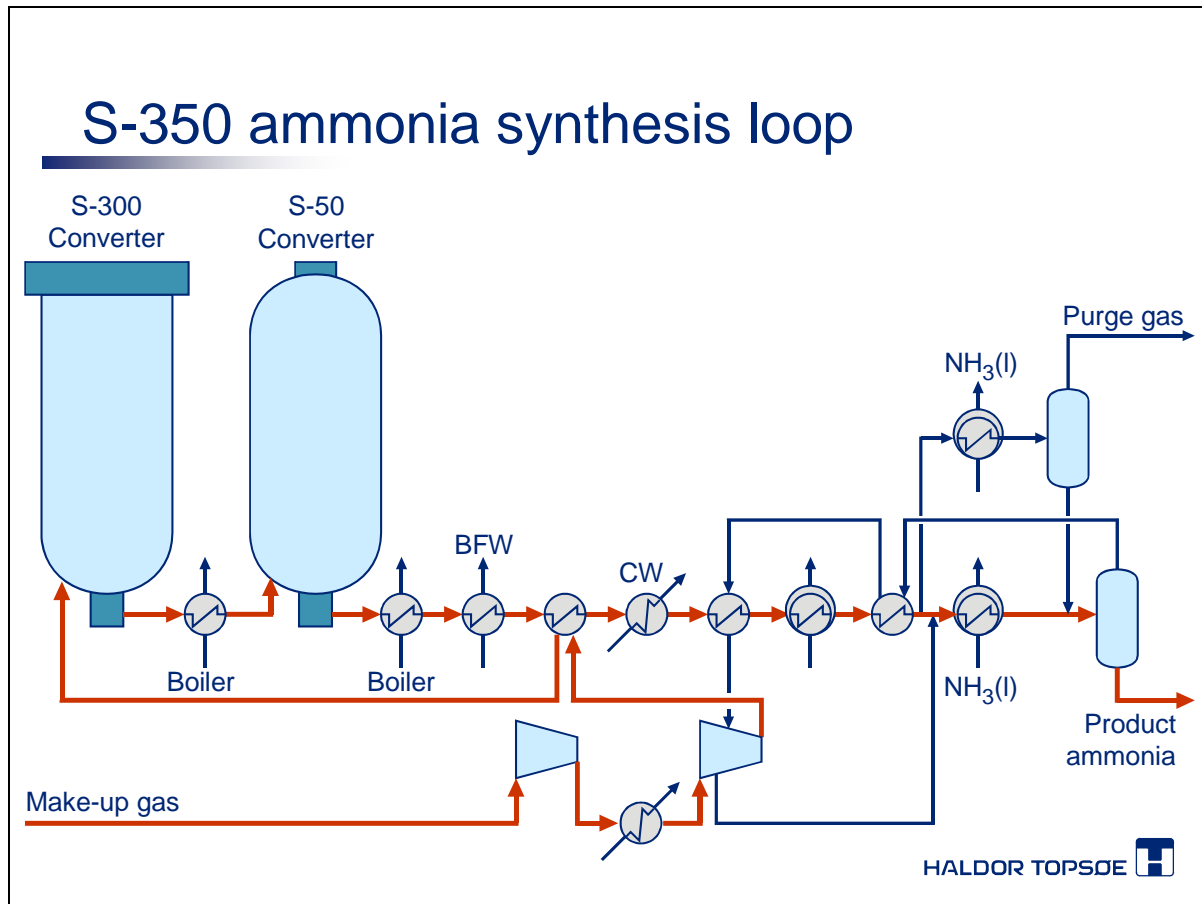 S-350 ammonia synthesis loop
S-300
Converter
S-50
Converter
Purge gas
NH₃(l)
BFW
CW
Boiler
Boiler
NH₃(l)
Product
ammonia
Make-up gas
HALDOR TOPSØE